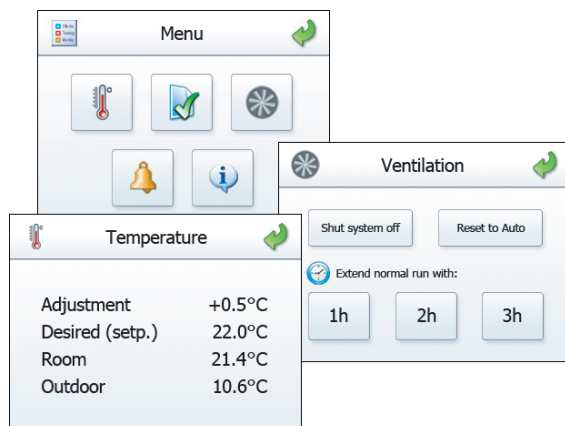 Menu
Ventilation
Shut system off
Reset to Auto
Extend normal run with:
1h
2h
3h
Temperature
Adjustment +0.5°C
Desired (setp.) 22.0°C
Room 21.4°C
Outdoor 10.6°C